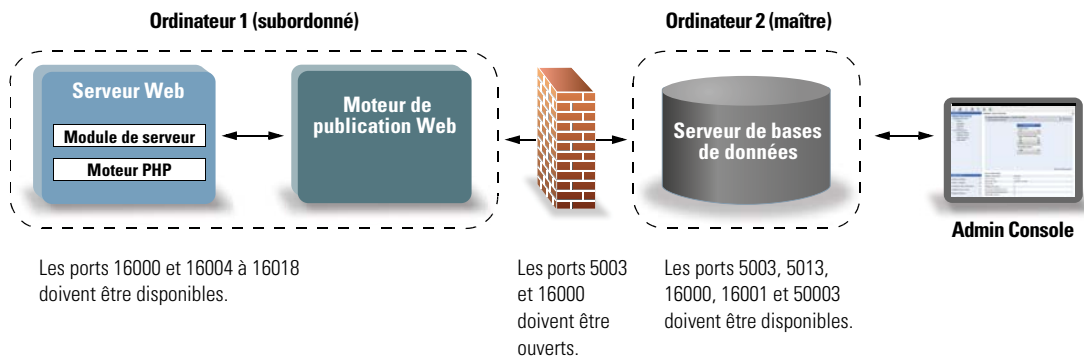 Ordinateur 1 (subordonné)
Ordinateur 2 (maître)
Serveur Web
Module de serveur
Moteur PHP
Moteur de
publication Web
Serveur de bases
de données
Admin Console
Les ports 16000 et 16004 à 16018
doivent être disponibles.
Les ports 5003
et 16000
doivent être
ouverts.
Les ports 5003, 5013,
16000, 16001 et 50003
doivent être disponibles.